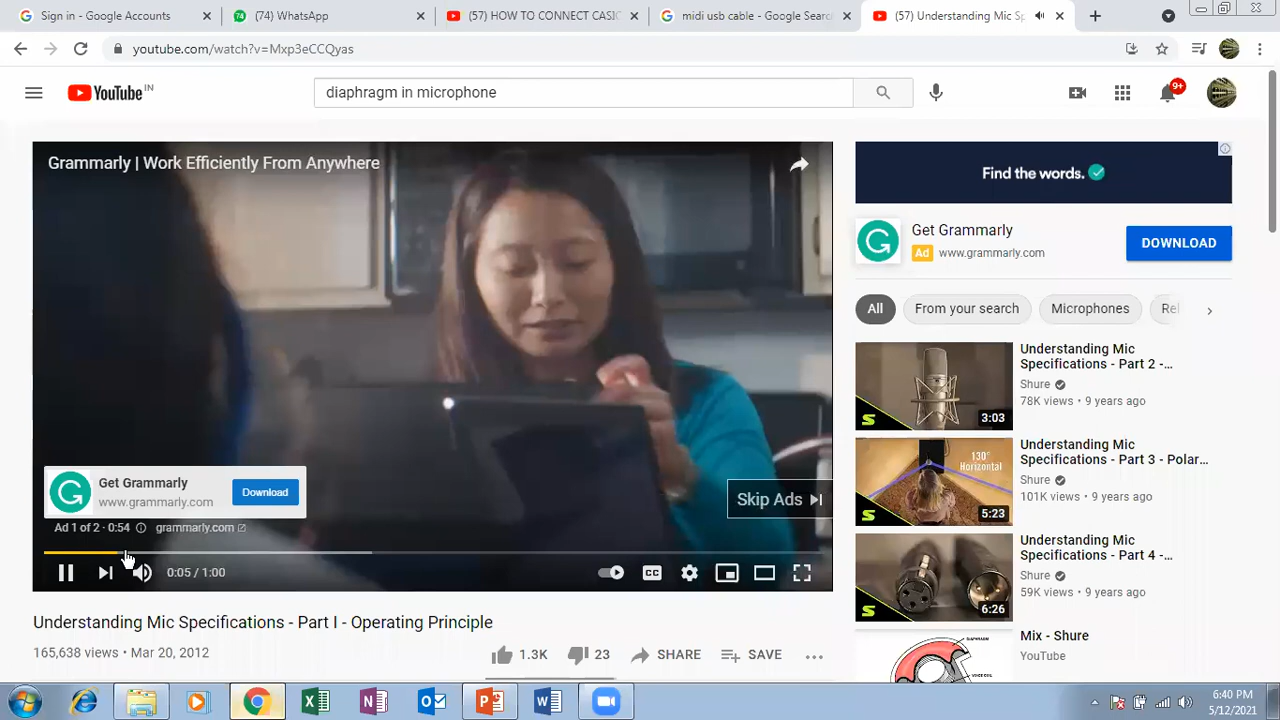 Sign in - Google Accounts
(74) WhatsApp
(57) HOW TO CONNECT CASIO
midi usb cable - Google Search
(57) Understanding Mic Sp
youtube.com/watch?v=Mxp3eCCQyas
YouTube IN
diaphragm in microphone
9+
Grammarly | Work Efficiently From Anywhere
Get Grammarly
www.grammarly.com
Download
Ad 1 of 2 · 0:54
grammarly.com
Skip Ads
0:05 / 1:00
CC
Understanding Mic Specifications - Part I - Operating Principle
165,638 views • Mar 20, 2012
1.3K
23
SHARE
SAVE
Find the words.
Get Grammarly
Ad www.grammarly.com
DOWNLOAD
All
From your search
Microphones
Rel
Understanding Mic
Specifications - Part 2 -...
Shure
78K views • 9 years ago
3:03
Understanding Mic
Specifications - Part 3 - Polar...
Shure
101K views • 9 years ago
130°
Horizontal
5:23
Understanding Mic
Specifications - Part 4 -...
Shure
59K views • 9 years ago
6:26
Mix - Shure
YouTube
DIAPHRAGM
VOICE COIL
6:40 PM
5/12/2021